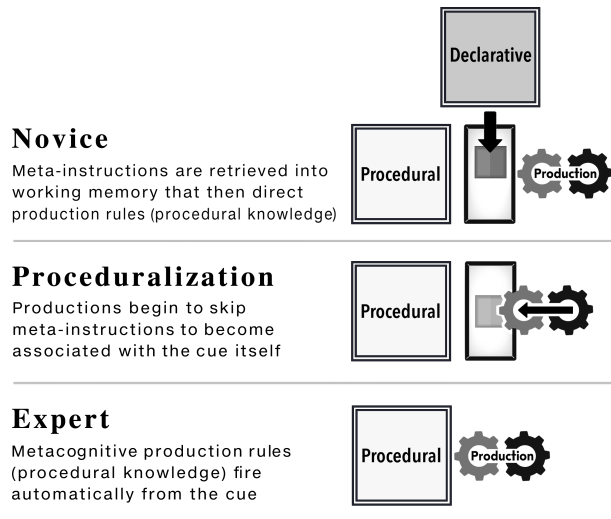 Declarative
Novice
Meta-instructions are retrieved into
working memory that then direct
production rules (procedural knowledge)
Procedural
Production
Proceduralization
Productions begin to skip
meta-instructions to become
associated with the cue itself
Procedural
Expert
Metacognitive production rules
(procedural knowledge) fire
automatically from the cue
Procedural
Production